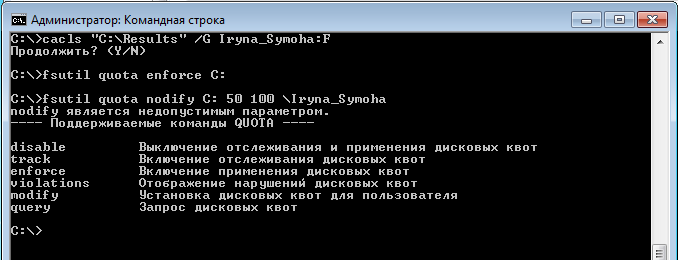 Администратор: Командная строка
C:\>cacls "C:\Results" /G Iryna_Symoha:F
Продолжить? (Y/N)
C:\>fsutil quota enforce C:
C:\>fsutil quota nodify C: 50 100 \Iryna_Symoha
nodify является недопустимым параметром.
---- Поддерживаемые команды QUOTA ----
disable Выключение отслеживания и применения дисковых квот
track Включение отслеживания дисковых квот
enforce Включение применения дисковых квот
violations Отображение нарушений дисковых квот
modify Установка дисковых квот для пользователя
query Запрос дисковых квот
C:\>